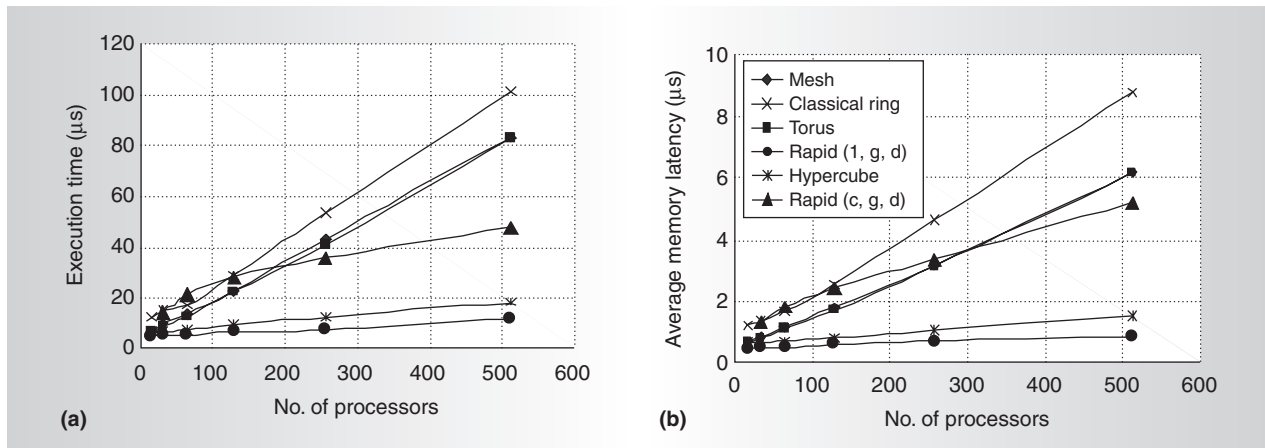 120
100
80
60
40
20
0
Execution time (μs)
0 100 200 300 400 500 600
No. of processors
(a)
10
8
6
4
2
0
Average memory latency (μs)
Mesh
Classical ring
Torus
Rapid (1, g, d)
Hypercube
Rapid (c, g, d)
0 100 200 300 400 500 600
No. of processors
(b)